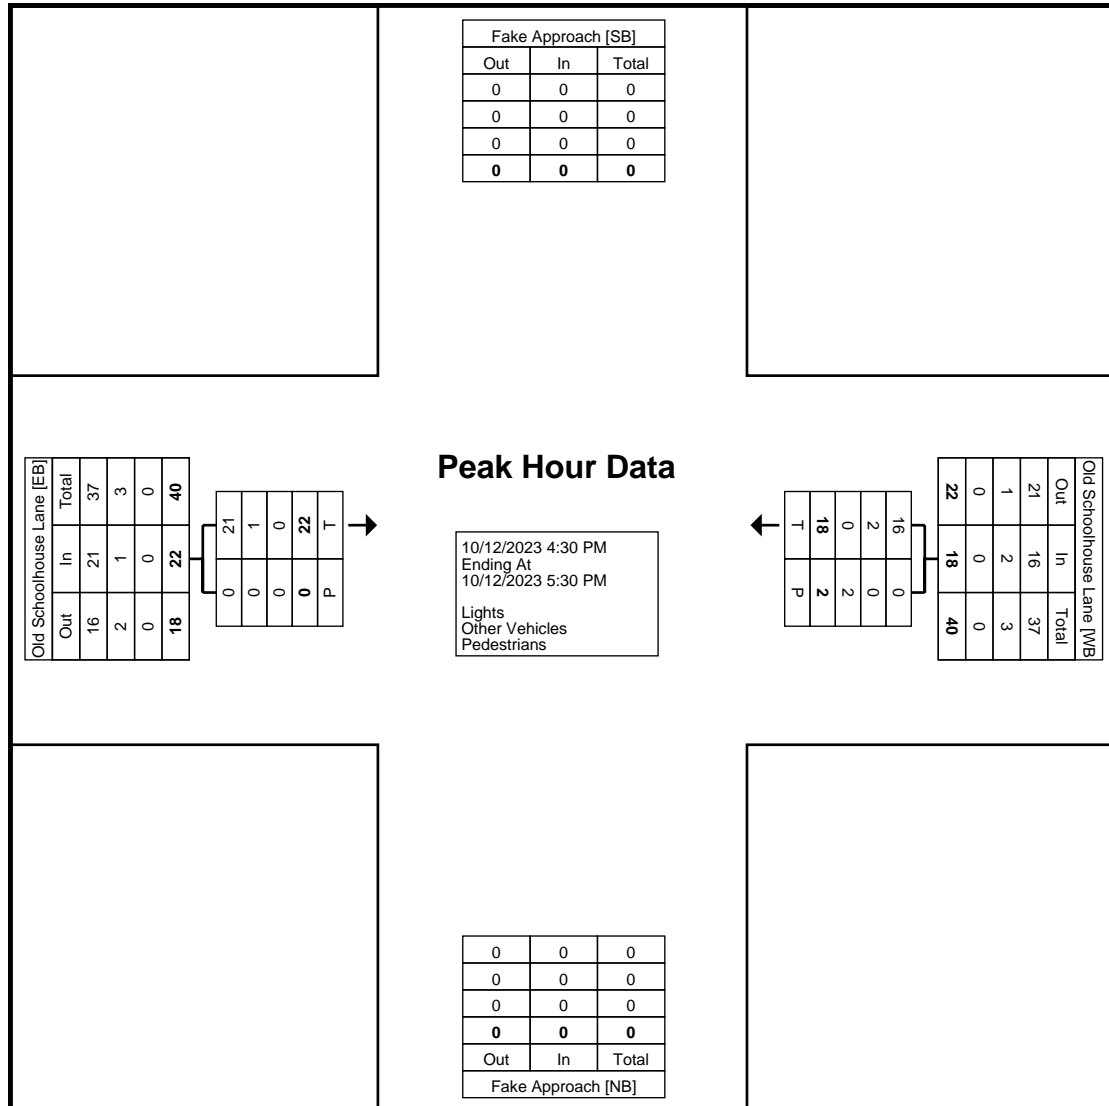 Fake Approach [SB]
Out In Total
0 0 0
0 0 0
0 0 0
0 0 0
Peak Hour Data
Old Schoolhouse Lane [EB]
Total In Out
37 21 16
3 1 2
0 0 0
40 22 18
21 0
1 0
0 0
22 0
T P
10/12/2023 4:30 PM
Ending At
10/12/2023 5:30 PM
Lights
Other Vehicles
Pedestrians
16 0
2 0
0 2
18 2
T P
Old Schoolhouse Lane [WB
Out In Total
21 16 37
1 2 3
0 0 0
22 18 40
0 0 0
0 0 0
0 0 0
0 0 0
Out In Total
Fake Approach [NB]